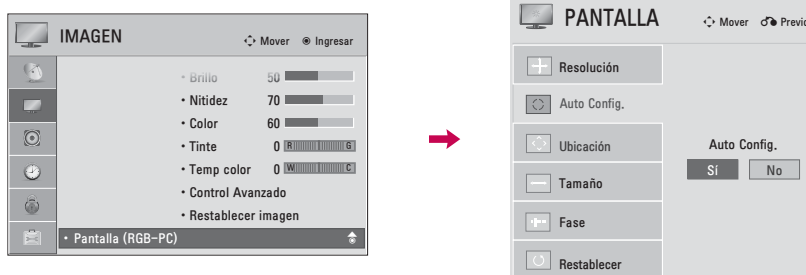 IMAGEN
Mover Ingresar
• Brillo 50
• Nitidez 70
• Color 60
• Tinte 0 R G
• Temp color 0 W C
• Control Avanzado
• Restablecer imagen
• Pantalla (RGB-PC)
PANTALLA
Mover Previo
Resolución
Auto Config.
Ubicación
Tamaño
Fase
Restablecer
Auto Config.
Sí No